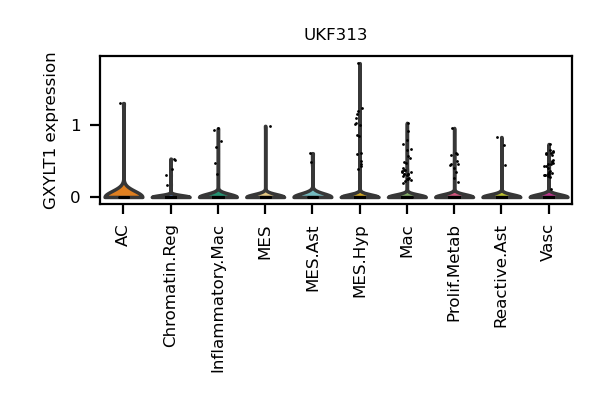 UKF313
GXYLT1 expression
1
0
AC
Chromatin.Reg
Inflammatory.Mac
MES
MES.Ast
MES.Hyp
Mac
Prolif.Metab
Reactive.Ast
Vasc